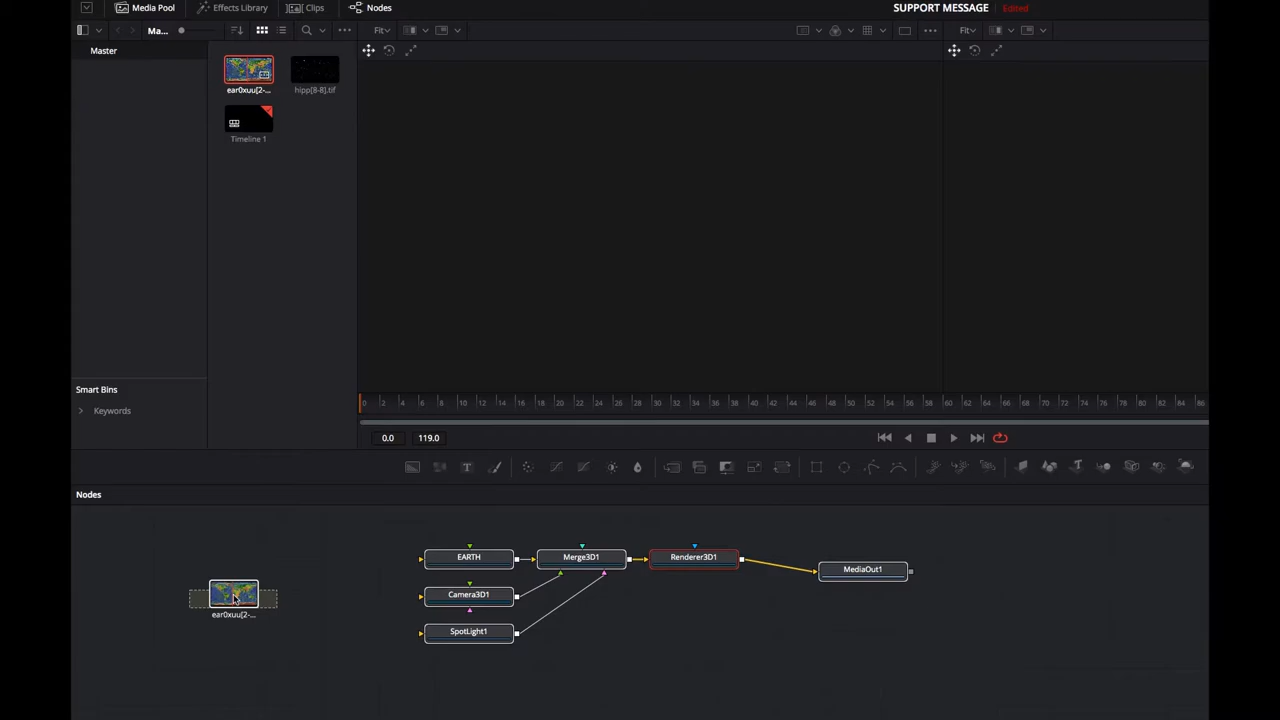 Media Pool
Effects Library
Clips
Nodes
SUPPORT MESSAGE
Edited
Ma...
Fit
Fit
Master
ear0xuu[2-...
hipp[8-8].tif
Timeline 1
Smart Bins
Keywords
0 2 4 6 8 10 12 14 16 18 20 22 24 26 28 30 32 34 36 38 40 42 44 46 48 50 52 54 56 58 60 62 64 66 68 70 72 74 76 78 80 82 84 86
0.0
119.0
Nodes
EARTH
Merge3D1
Renderer3D1
MediaOut1
Camera3D1
ear0xuu[2-...
SpotLight1